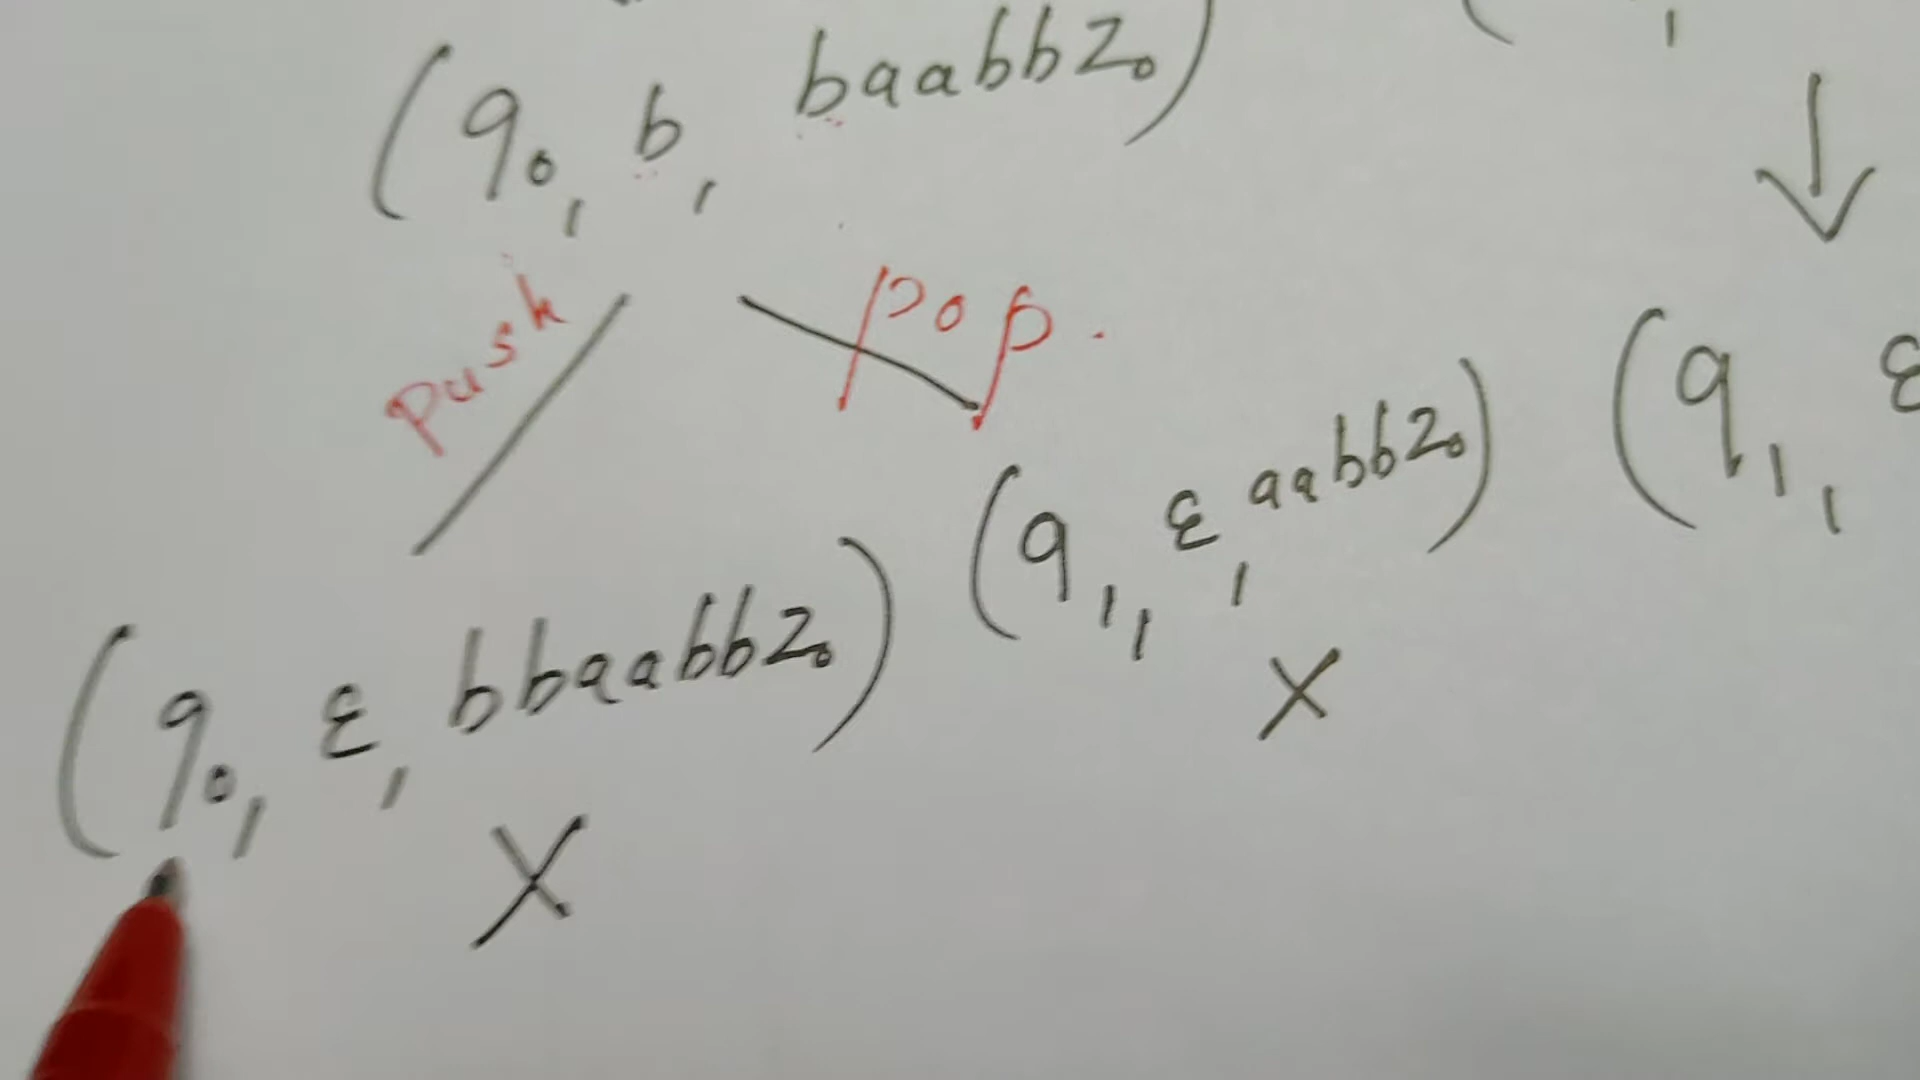 (q₀, b, baabbz₀)
push
pop.
(q₁, ε, aabbz₀)
(q₁, ε
(q₀, ε, bbaabbz₀)
X
X